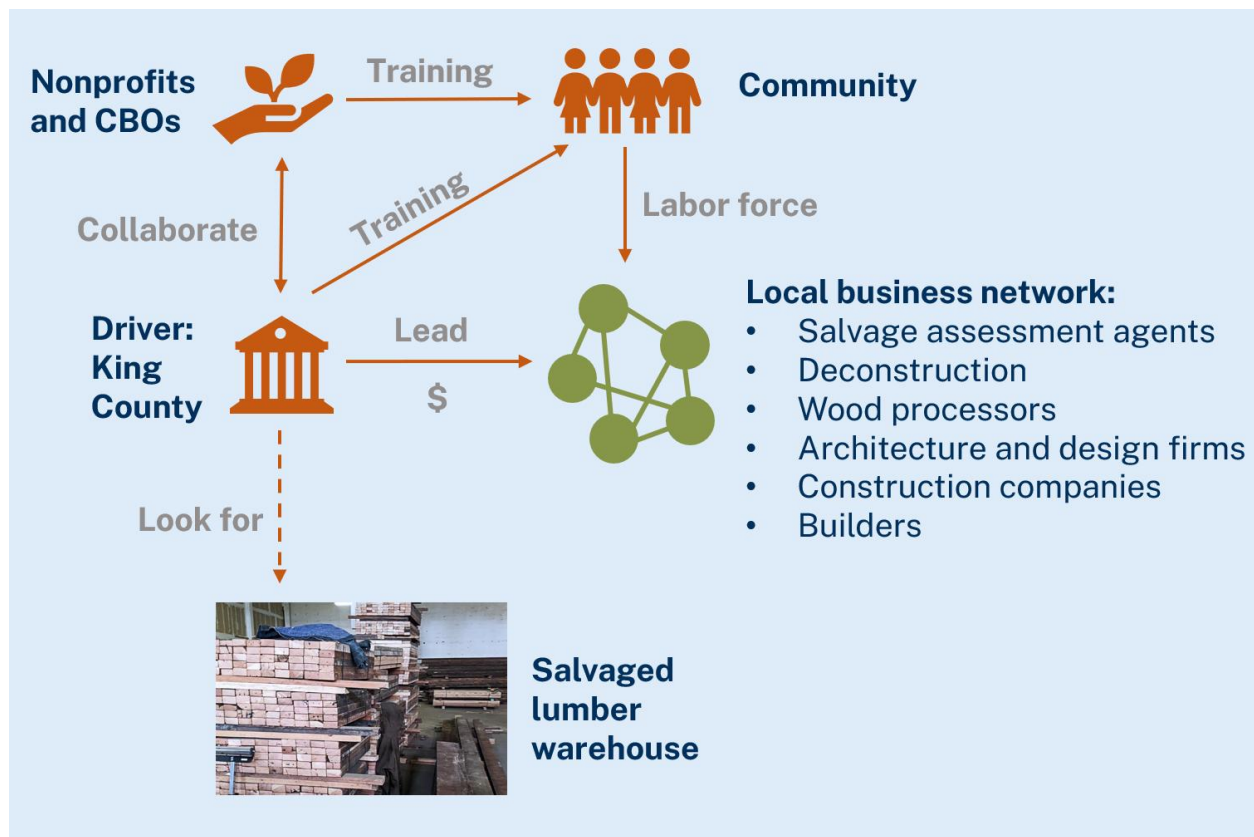 Nonprofits
and CBOs
Training
Community
Collaborate
Training
Labor force
Driver:
King
County
Lead
$
Local business network:
• Salvage assessment agents
• Deconstruction
• Wood processors
• Architecture and design firms
• Construction companies
• Builders
Look for
Salvaged
lumber
warehouse